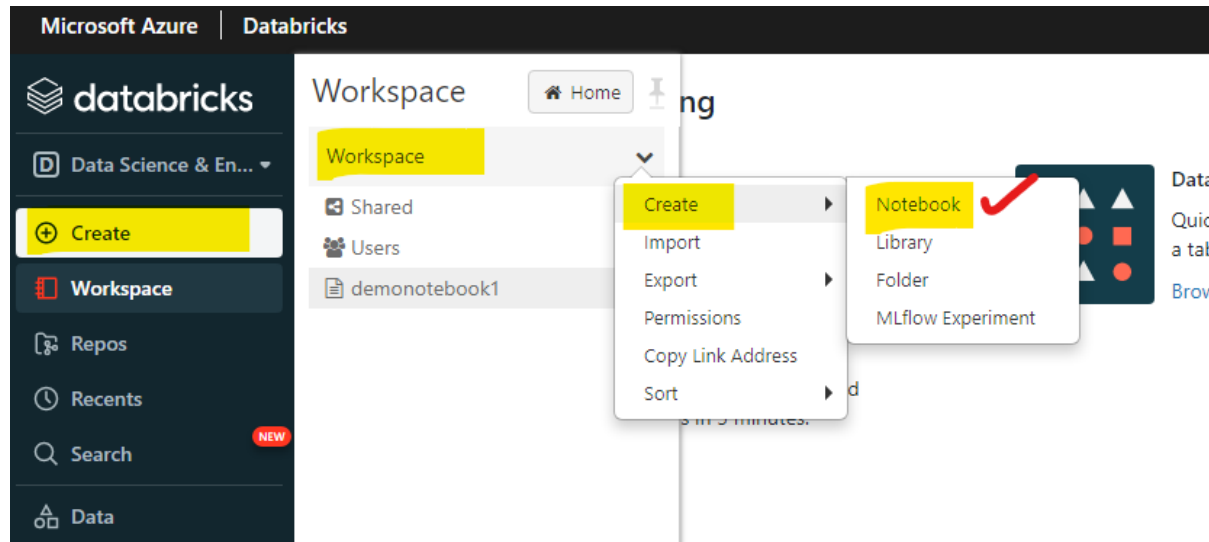 Microsoft Azure Databricks
databricks
Data Science & En...
Create
Workspace
Repos
Recents
Search
NEW
Data
Workspace
Home
Workspace
Shared
Users
demonotebook1
Create
Import
Export
Permissions
Copy Link Address
Sort
Notebook
Library
Folder
MLflow Experiment
ng
Data
Quic
a tab
Brow
d
s in 5 minutes.